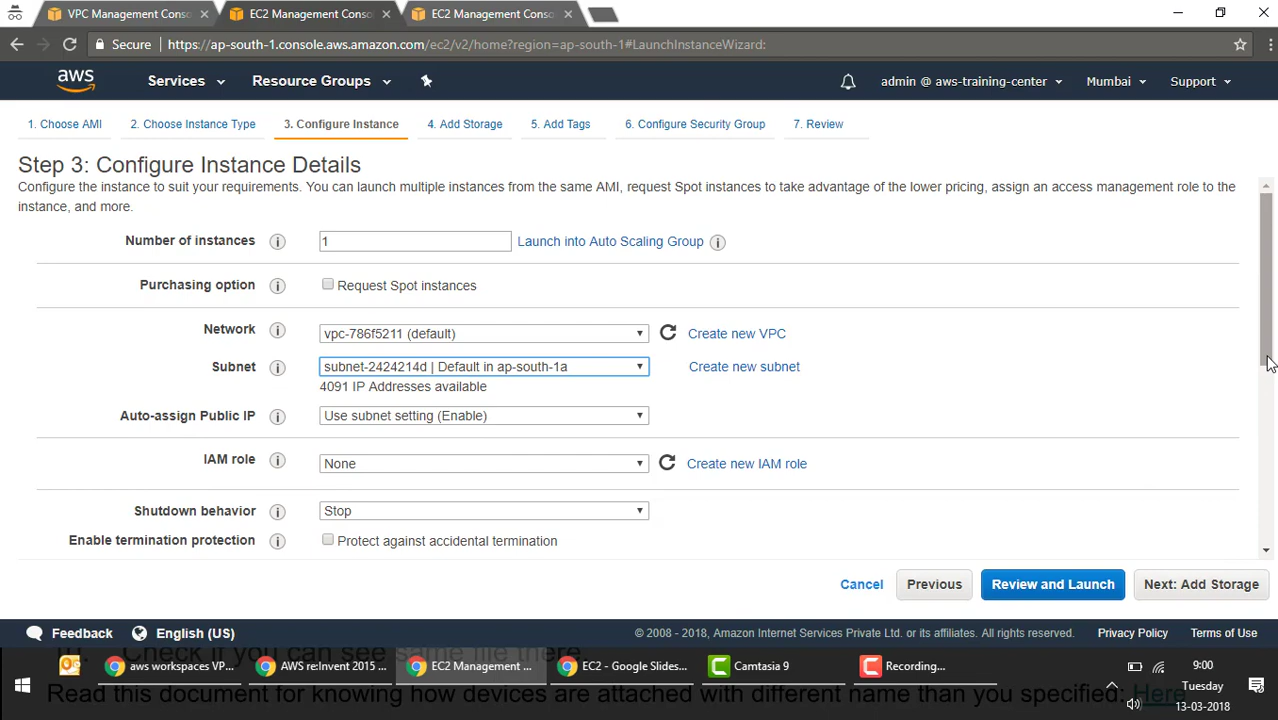 VPC Management Conso
EC2 Management Conso
EC2 Management Conso
Secure
https://ap-south-1.console.aws.amazon.com/ec2/v2/home?region=ap-south-1#LaunchInstanceWizard:
aws
Services
Resource Groups
admin @ aws-training-center
Mumbai
Support
1. Choose AMI
2. Choose Instance Type
3. Configure Instance
4. Add Storage
5. Add Tags
6. Configure Security Group
7. Review
Step 3: Configure Instance Details
Configure the instance to suit your requirements. You can launch multiple instances from the same AMI, request Spot instances to take advantage of the lower pricing, assign an access management role to the
instance, and more.
Number of instances
1
Launch into Auto Scaling Group
Purchasing option
Request Spot instances
Network
vpc-786f5211 (default)
Create new VPC
Subnet
subnet-2424214d | Default in ap-south-1a
Create new subnet
4091 IP Addresses available
Auto-assign Public IP
Use subnet setting (Enable)
IAM role
None
Create new IAM role
Shutdown behavior
Stop
Enable termination protection
Protect against accidental termination
Cancel
Previous
Review and Launch
Next: Add Storage
Feedback
English (US)
© 2008 - 2018, Amazon Internet Services Private Ltd. or its affiliates. All rights reserved.
Privacy Policy
Terms of Use
10. Check if you can see same file there.
aws workspaces VP...
AWS reInvent 2015 ...
EC2 Management ...
EC2 - Google Slides...
Camtasia 9
Recording...
9:00
Tuesday
13-03-2018
Read this document for knowing how devices are attached with different name than you specified: Here